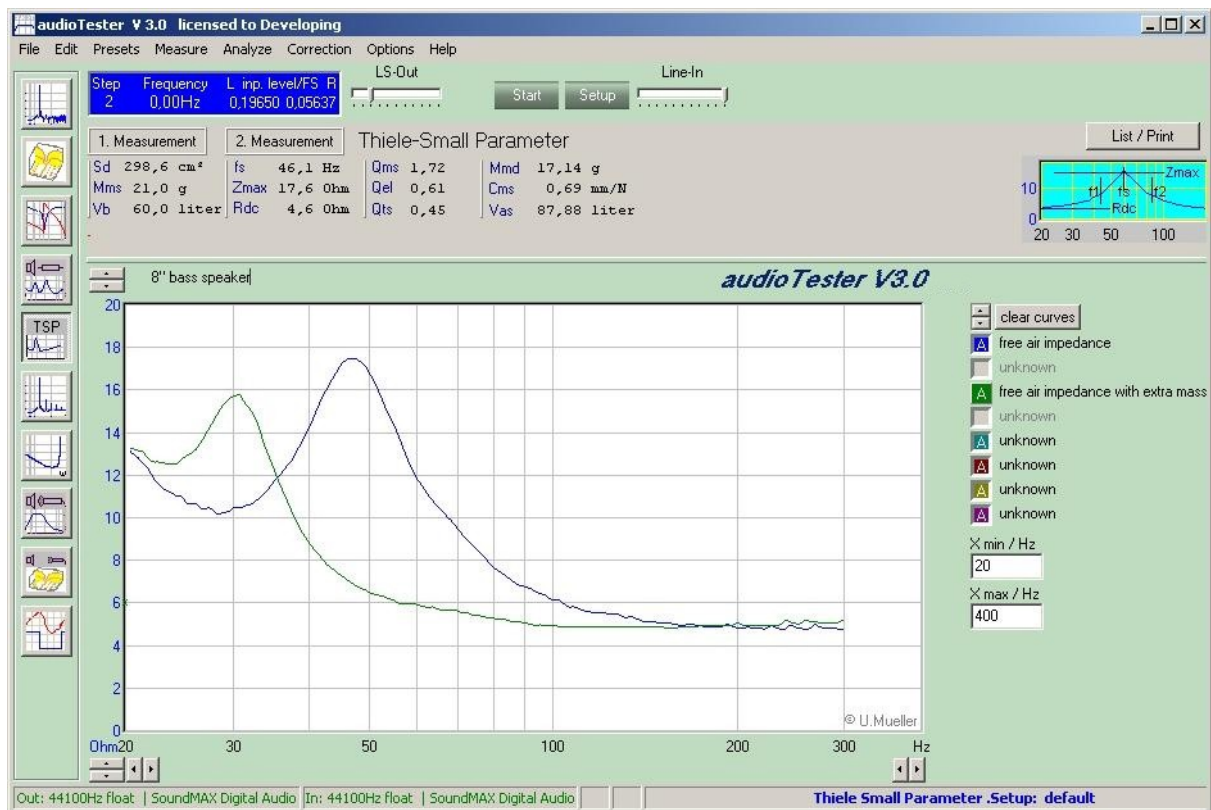 audioTester V 3.0 licensed to Developing
File Edit Presets Measure Analyze Correction Options Help
Step Frequency L inp. level/FS R
2 0,00Hz 0,19650 0,05637
LS-Out
Start Setup
Line-In
1. Measurement 2. Measurement Thiele-Small Parameter
List / Print
Sd 298,6 cm² fs 46,1 Hz Qms 1,72 Mmd 17,14 g
Mms 21,0 g Zmax 17,6 Ohm Qel 0,61 Cms 0,69 mm/N
Vb 60,0 liter Rdc 4,6 Ohm Qts 0,45 Vas 87,88 liter
Zmax
10 f1 fs f2
Rdc
0
20 30 50 100
8" bass speaker
audioTester V3.0
TSP
20
18
16
14
12
10
8
6
4
2
0
Ohm 20 30 50 100 200 300 Hz
© U.Mueller
clear curves
A free air impedance
unknown
A free air impedance with extra mass
unknown
A unknown
A unknown
A unknown
A unknown
X min / Hz
20
X max / Hz
400
Out: 44100Hz float | SoundMAX Digital Audio In: 44100Hz float | SoundMAX Digital Audio Thiele Small Parameter .Setup: default